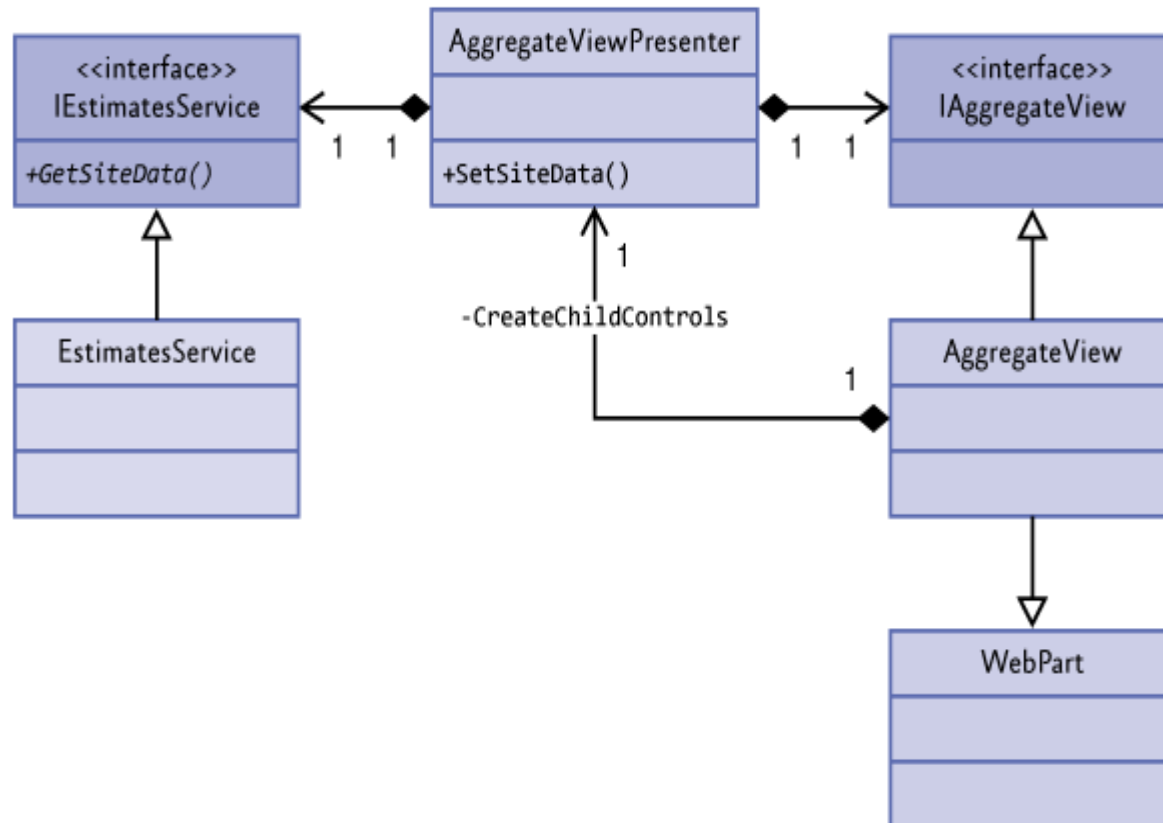 <<interface>>
IEstimatesService
+GetSiteData()
AggregateViewPresenter
+SetSiteData()
<<interface>>
IAggregateView
1 1
1 1
1
-CreateChildControls
1
EstimatesService
AggregateView
WebPart